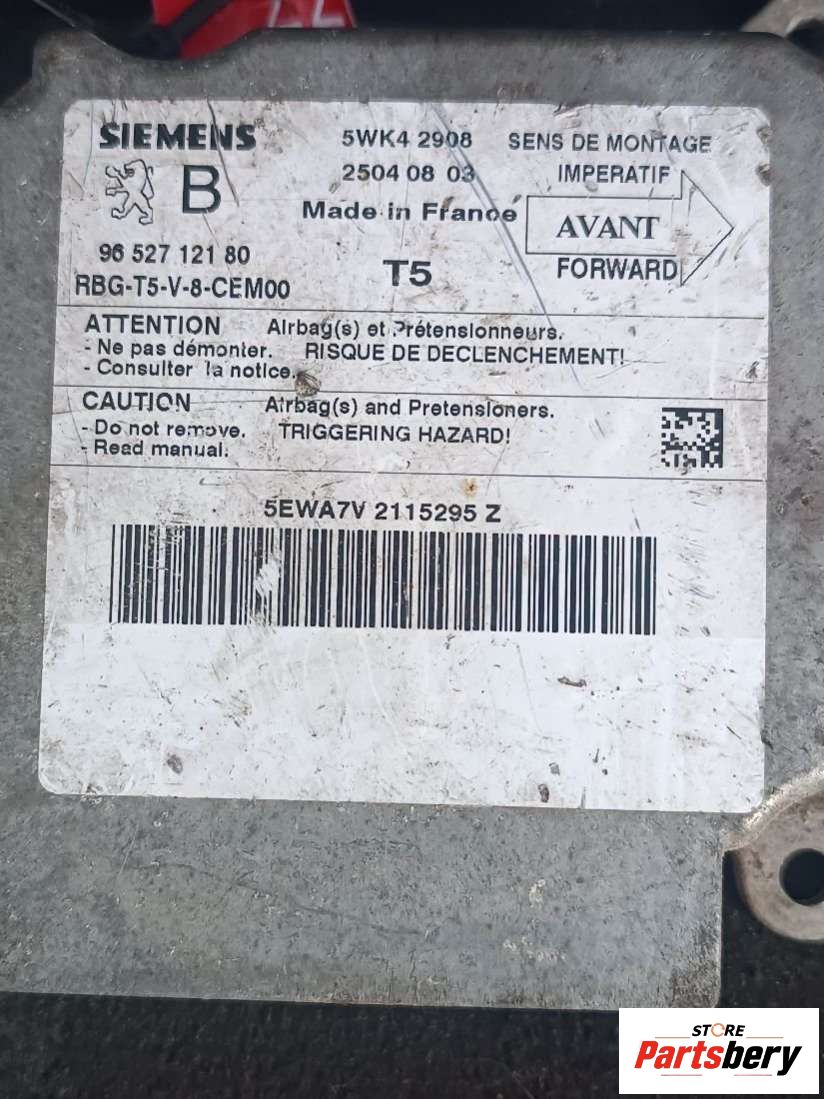 SIEMENS
B
96 527 121 80
RBG-T5-V-8-CEM00
5WK4 2908
2504 08 03
Made in France
T5
SENS DE MONTAGE
IMPERATIF
AVANT
FORWARD
ATTENTION Airbag(s) et Prétensionneurs.
- Ne pas démonter. RISQUE DE DECLENCHEMENT!
- Consulter la notice.
CAUTION Airbag(s) and Pretensioners.
- Do not remove. TRIGGERING HAZARD!
- Read manual.
5EWA7V 2115295 Z
STORE
Partsbery